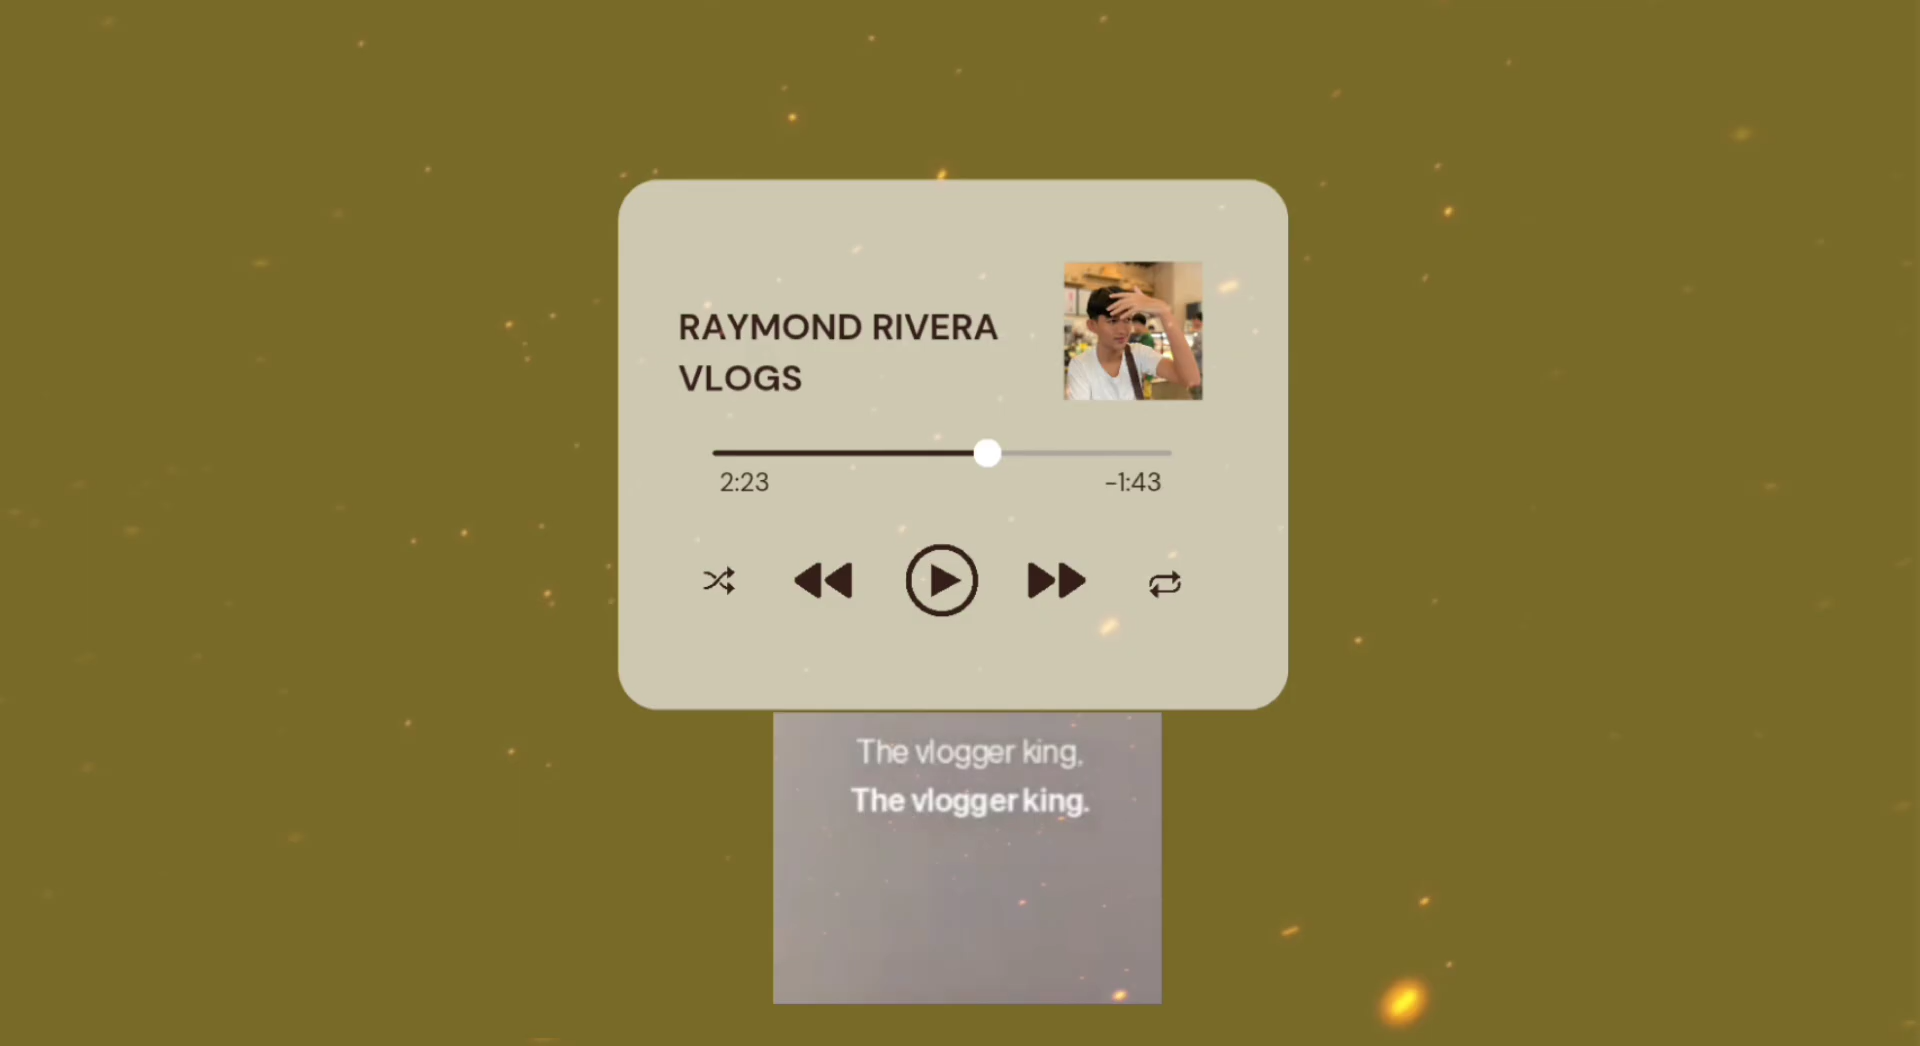 RAYMOND RIVERA
VLOGS
2:23
-1:43
The vlogger king,
The vlogger king.